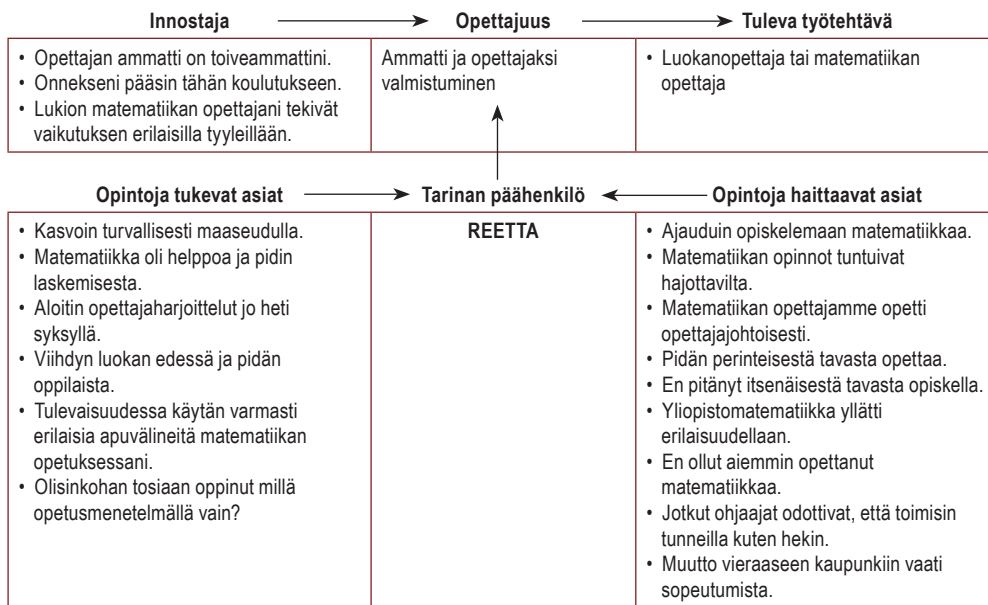 Innostaja Opettajuus Tuleva työtehtävä
• Opettajan ammatti on toiveammattini.
• Onnekseni pääsin tähän koulutukseen.
• Lukion matematiikan opettajani tekivät
vaikutuksen erilaisilla tyyleillään.
Ammatti ja opettajaksi
valmistuminen
• Luokanopettaja tai matematiikan
opettaja
Opintoja tukevat asiat Tarinan päähenkilö Opintoja haittaavat asiat
• Kasvoin turvallisesti maaseudulla.
• Matematiikka oli helppoa ja pidin
laskemisesta.
• Aloitin opettajaharjoittelut jo heti
syksyllä.
• Viihdyn luokan edessä ja pidän
oppilaista.
• Tulevaisuudessa käytän varmasti
erilaisia apuvälineitä matematiikan
opetuksessani.
• Olisinkohan tosiaan oppinut millä
opetusmenetelmällä vain?
REETTA
• Ajauduin opiskelemaan matematiikkaa.
• Matematiikan opinnot tuntuivat
hajottavilta.
• Matematiikan opettajamme opetti
opettajajohtoisesti.
• Pidän perinteisestä tavasta opettaa.
• En pitänyt itsenäisestä tavasta opiskella.
• Yliopistomatematiikka yllätti
erilaisuudellaan.
• En ollut aiemmin opettanut
matematiikkaa.
• Jotkut ohjaajat odottivat, että toimisin
tunneilla kuten hekin.
• Muutto vieraaseen kaupunkiin vaati
sopeutumista.